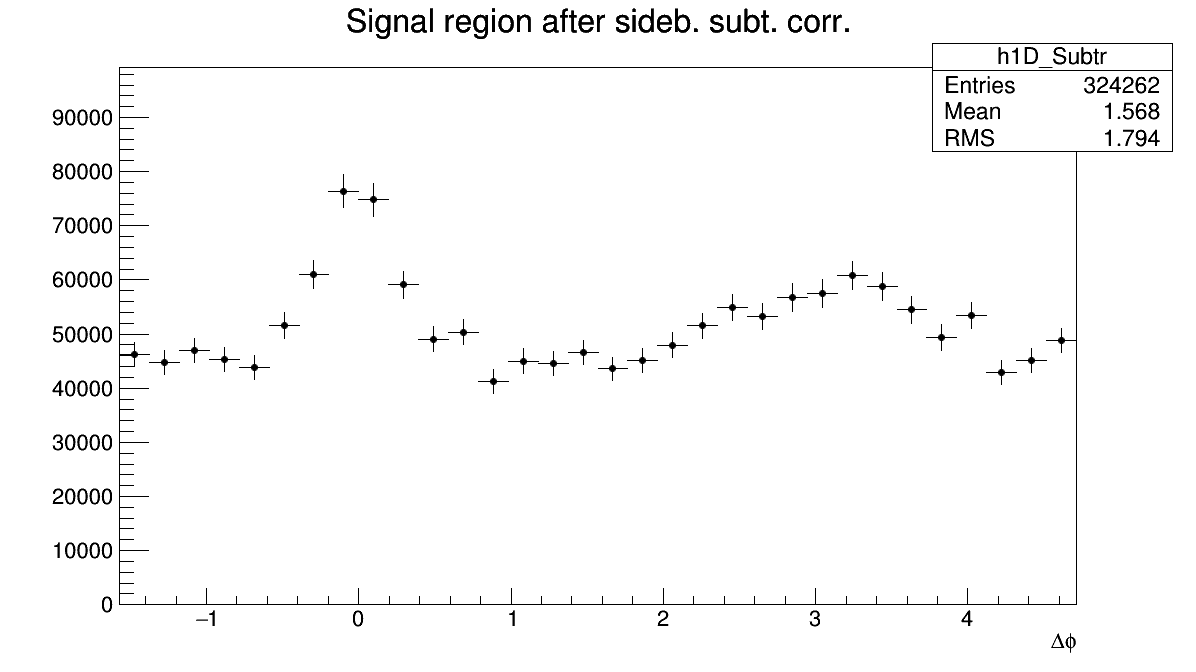 Signal region after sideb. subt. corr.
h1D_Subtr
Entries 324262
Mean 1.568
RMS 1.794
90000
80000
70000
60000
50000
40000
30000
20000
10000
0
−1 0 1 2 3 4
Δϕ